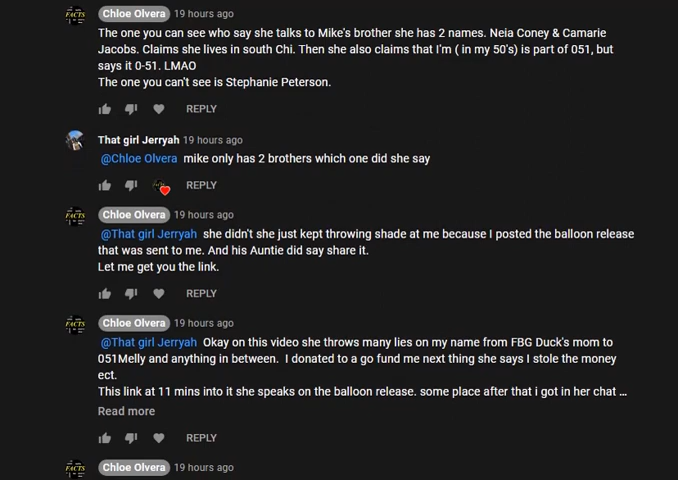 Chloe Olvera 19 hours ago
The one you can see who say she talks to Mike's brother she has 2 names. Neia Coney & Camarie
Jacobs. Claims she lives in south Chi. Then she also claims that I'm ( in my 50's) is part of 051, but
says it 0-51. LMAO
The one you can't see is Stephanie Peterson.
REPLY
That girl Jerryah 19 hours ago
@Chloe Olvera mike only has 2 brothers which one did she say
REPLY
FACTS
Chloe Olvera 19 hours ago
@That girl Jerryah she didn't she just kept throwing shade at me because I posted the balloon release
that was sent to me. And his Auntie did say share it.
Let me get you the link.
REPLY
FACTS
Chloe Olvera 19 hours ago
@That girl Jerryah Okay on this video she throws many lies on my name from FBG Duck's mom to
051Melly and anything in between. I donated to a go fund me next thing she says I stole the money
ect.
This link at 11 mins into it she speaks on the balloon release. some place after that i got in her chat ...
Read more
REPLY
FACTS
Chloe Olvera 19 hours ago